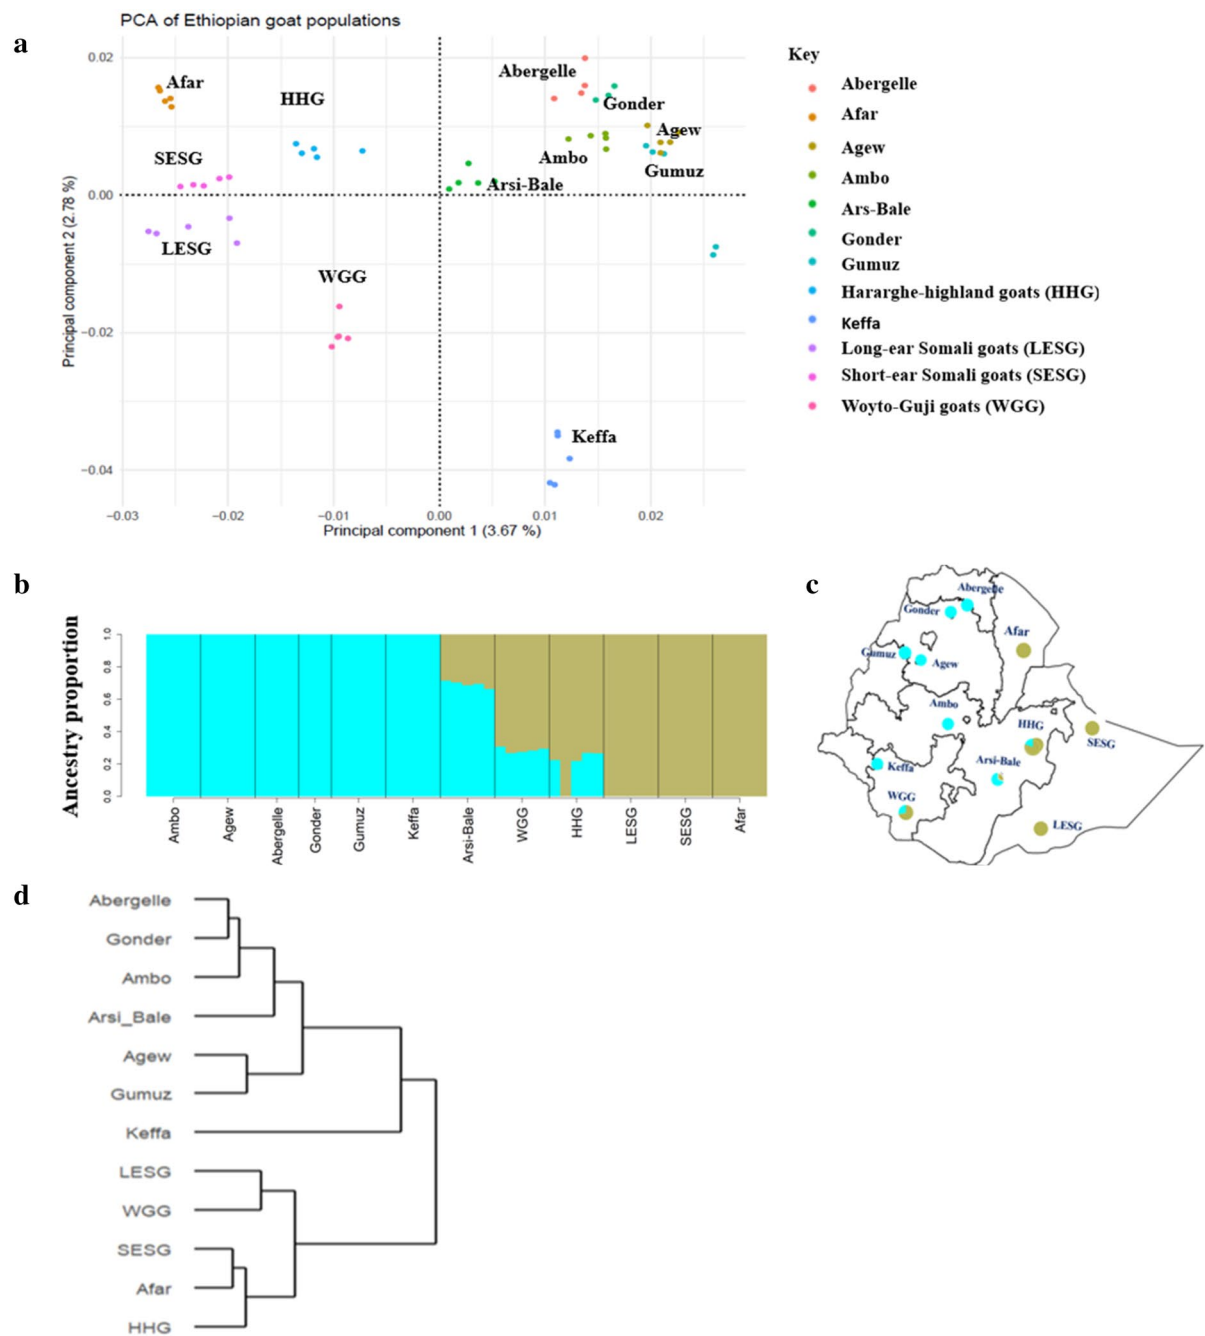 PCA of Ethiopian goat populations
a
Key
0.02
0.00
−0.02
−0.04
Principal component 2 (2.78 %)
Afar
HHG
SESG
LESG
WGG
Abergelle
Gonder
Agew
Ambo
Gumuz
Arsi-Bale
Keffa
−0.03
−0.02
−0.01
0.00
0.01
0.02
Principal component 1 (3.67 %)
Abergelle
Afar
Agew
Ambo
Ars-Bale
Gonder
Gumuz
Hararghe-highland goats (HHG)
Keffa
Long-ear Somali goats (LESG)
Short-ear Somali goats (SESG)
Woyto-Guji goats (WGG)
b
Ancestry proportion
1.0
0.8
0.6
0.4
0.2
0.0
Ambo
Agew
Abergelle
Gonder
Gumuz
Keffa
Arsi-Bale
WGG
HHG
LESG
SESG
Afar
c
Abergelle
Gonder
Afar
Gumuz
Agew
Ambo
HHG
SESG
Arsi-Bale
Keffa
WGG
LESG
d
Abergelle
Gonder
Ambo
Arsi_Bale
Agew
Gumuz
Keffa
LESG
WGG
SESG
Afar
HHG